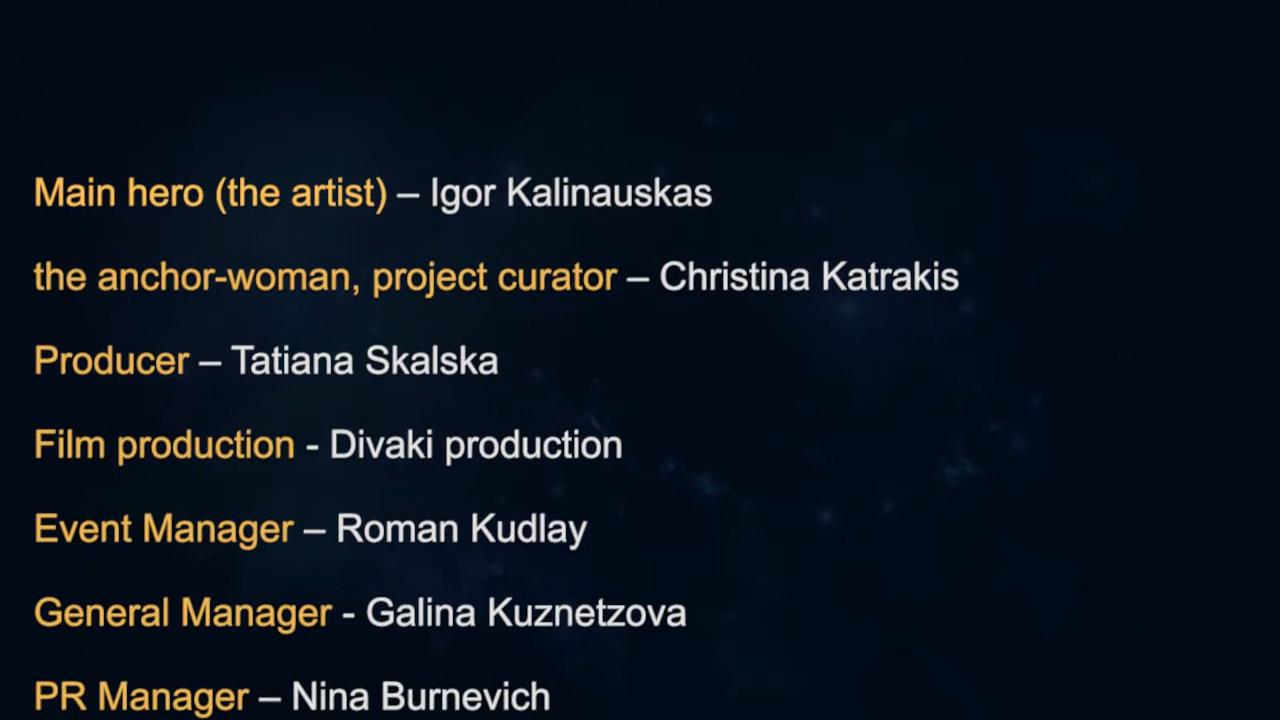 Main hero (the artist) – Igor Kalinauskas
the anchor-woman, project curator – Christina Katrakis
Producer – Tatiana Skalska
Film production - Divaki production
Event Manager – Roman Kudlay
General Manager - Galina Kuznetzova
PR Manager – Nina Burnevich